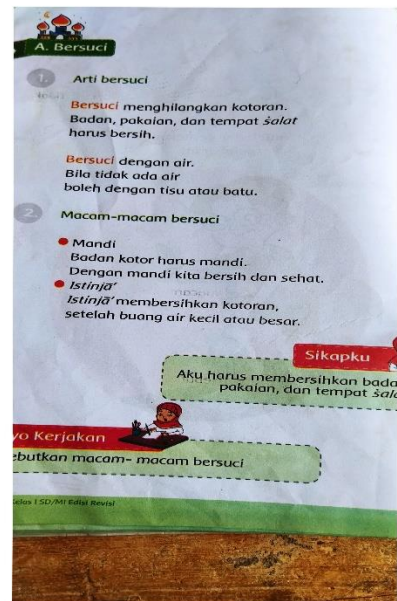 A. Bersuci
1. Arti bersuci
Bersuci menghilangkan kotoran.
Badan, pakaian, dan tempat ṡalat
harus bersih.
Bersuci dengan air.
Bila tidak ada air
boleh dengan tisu atau batu.
2. Macam-macam bersuci
Mandi
Badan kotor harus mandi.
Dengan mandi kita bersih dan sehat.
Istinjā'
Istinjā' membersihkan kotoran,
setelah buang air kecil atau besar.
Sikapku
Aku harus membersihkan bada
pakaian, dan tempat ṡala
yo Kerjakan
ebutkan macam- macam bersuci
elas I SD/MI Edisi Revisi